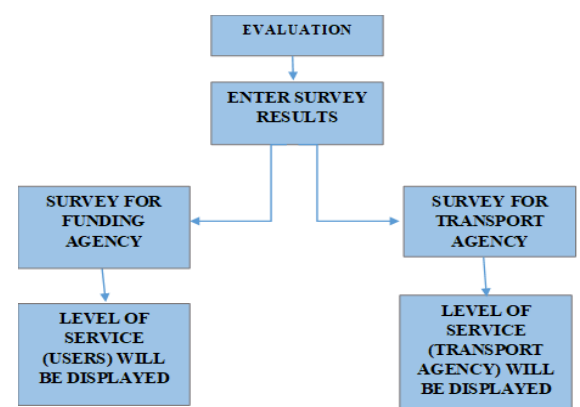 EVALUATION
ENTER SURVEY
RESULTS
SURVEY FOR
FUNDING
AGENCY
SURVEY FOR
TRANSPORT
AGENCY
LEVEL OF
SERVICE
(USERS) WILL
BE DISPLAYED
LEVEL OF
SERVICE
(TRANSPORT
AGENCY) WILL
BE DISPLAYED